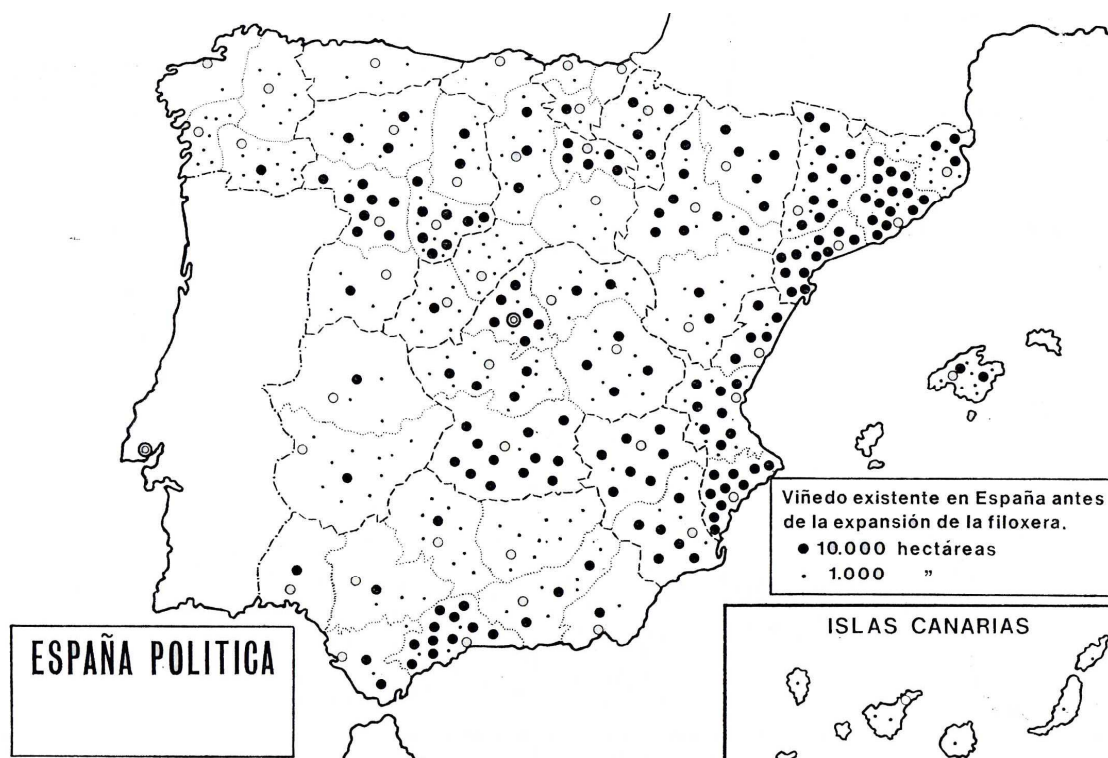 Viñedo existente en España antes
de la expansión de la filoxera.
● 10.000 hectáreas
. 1.000 "
ESPAÑA POLITICA
ISLAS CANARIAS